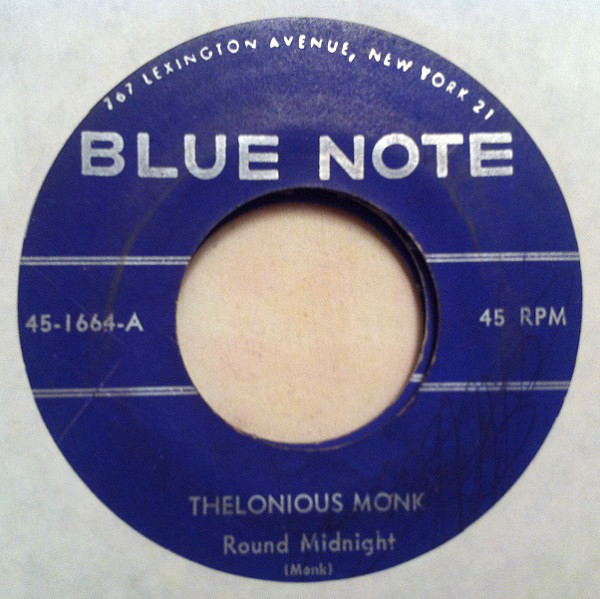 767 LEXINGTON AVENUE, NEW YORK 21
BLUE NOTE
45-1664-A
45 RPM
THELONIOUS MONK
Round Midnight
(Monk)